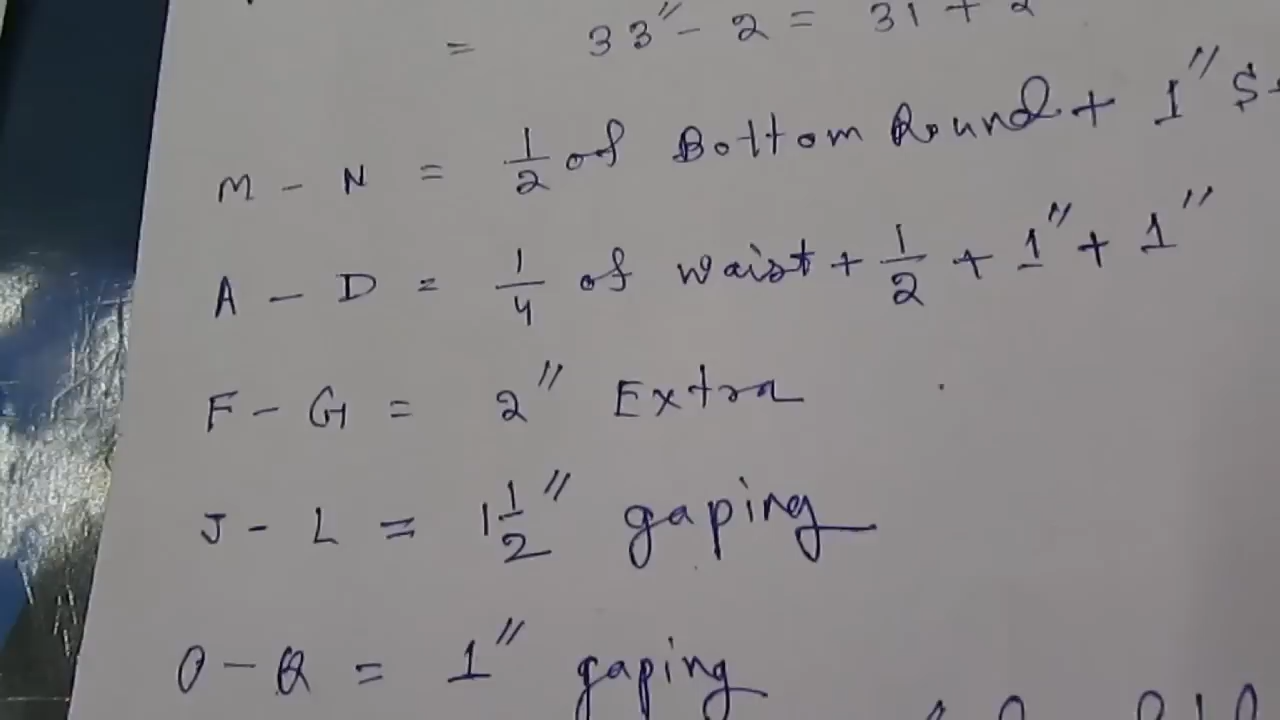 = 33" - 2 = 31 + 2
M - N = 1/2 of Bottom Round + 1" S
A - D = 1/4 of waist + 1/2 + 1" + 1"
F - G = 2" Extra
J - L = 1 1/2" gaping
O - Q = 1" gaping